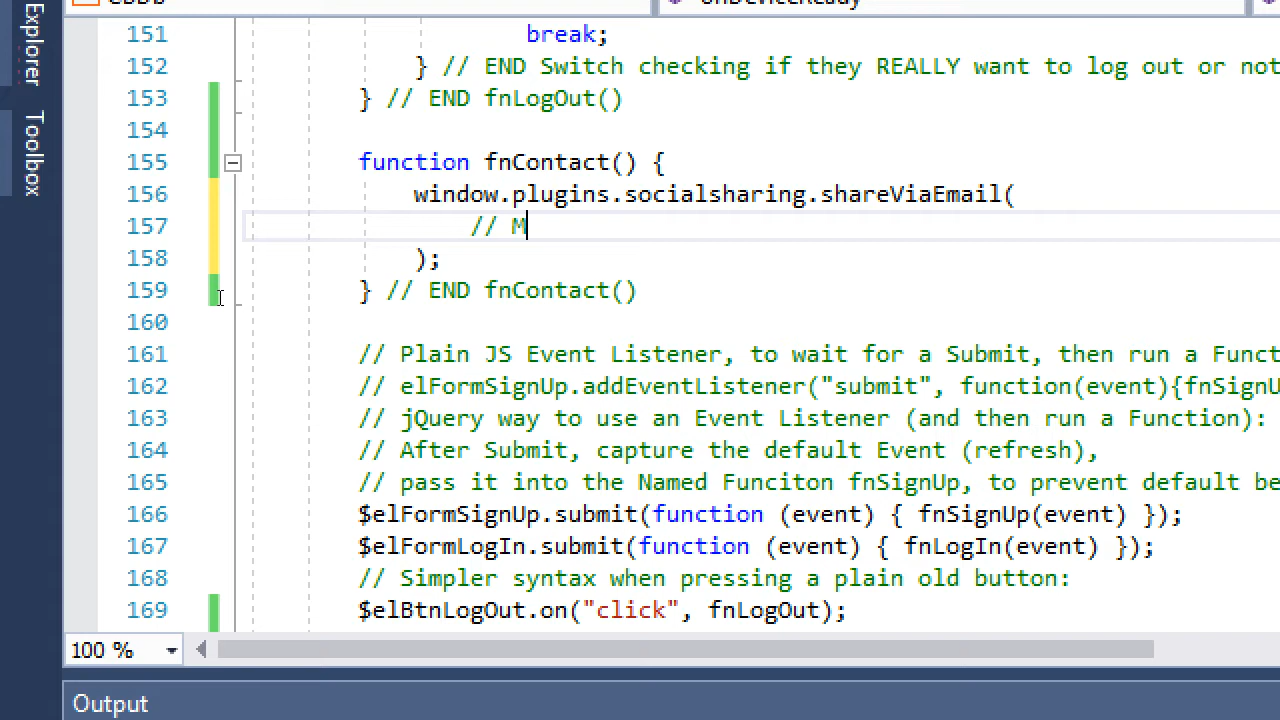 Explorer
Toolbox
151 break;
152 } // END Switch checking if they REALLY want to log out or not
153 } // END fnLogOut()
154
155 function fnContact() {
156 window.plugins.socialsharing.shareViaEmail(
157 // M
158 );
159 } // END fnContact()
160
161 // Plain JS Event Listener, to wait for a Submit, then run a Funct
162 // elFormSignUp.addEventListener("submit", function(event){fnSignU
163 // jQuery way to use an Event Listener (and then run a Function):
164 // After Submit, capture the default Event (refresh),
165 // pass it into the Named Funciton fnSignUp, to prevent default be
166 $elFormSignUp.submit(function (event) { fnSignUp(event) });
167 $elFormLogIn.submit(function (event) { fnLogIn(event) });
168 // Simpler syntax when pressing a plain old button:
169 $elBtnLogOut.on("click", fnLogOut);
100 %
Output